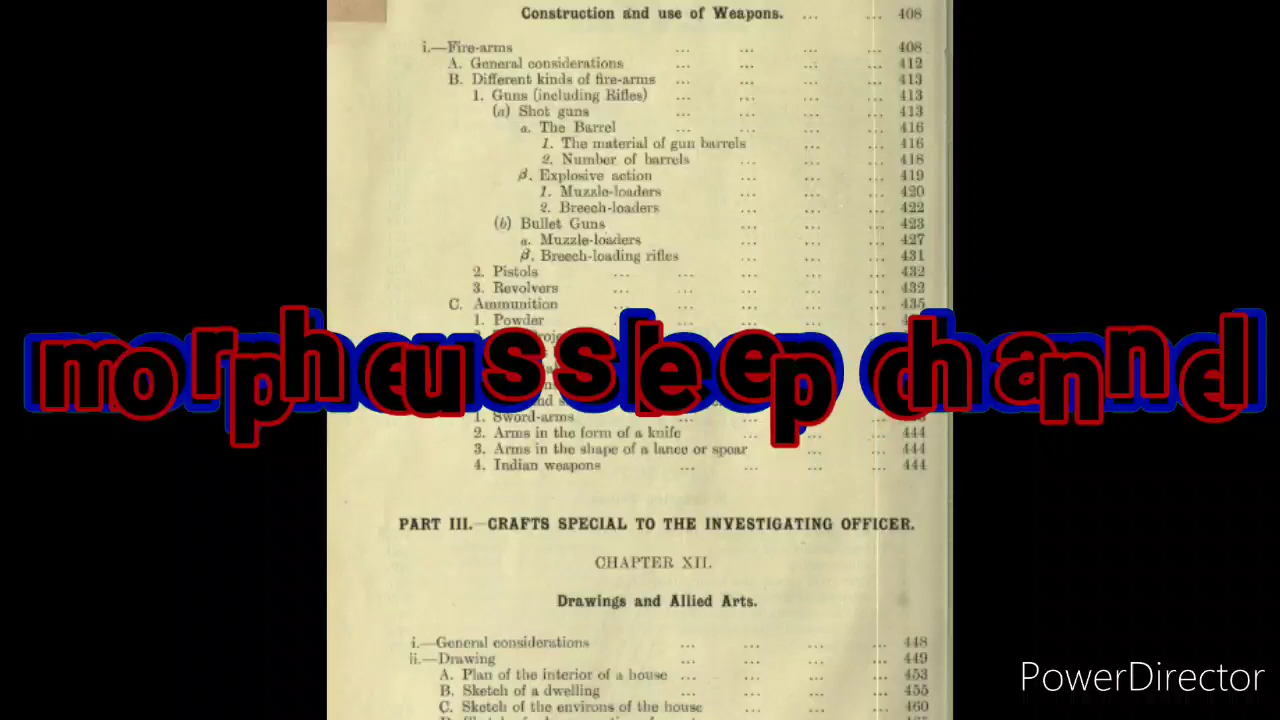 Construction and use of Weapons. ... ... 408
i.—Fire-arms ... ... ... ... 408
A. General considerations ... ... ... ... 412
B. Different kinds of fire-arms ... ... ... ... 413
1. Guns (including Rifles) ... ... ... ... 413
(a) Shot guns ... ... ... ... 413
a. The Barrel ... ... ... ... 416
1. The material of gun barrels ... ... 416
2. Number of barrels ... ... ... 418
β. Explosive action ... ... ... 419
1. Muzzle-loaders ... ... ... 420
2. Breech-loaders ... ... ... 422
(b) Bullet Guns ... ... ... 423
a. Muzzle-loaders ... ... ... 427
β. Breech-loading rifles ... ... ... 431
2. Pistols ... ... ... ... ... 432
3. Revolvers ... ... ... ... ... 432
C. Ammunition ... ... ... ... ... 435
1. Powder
morpheus sleep channel
1. Sword-arms
2. Arms in the form of a knife ... ... ... 444
3. Arms in the shape of a lance or spear ... ... 444
4. Indian weapons ... ... ... ... 444
PART III.—CRAFTS SPECIAL TO THE INVESTIGATING OFFICER.
CHAPTER XII.
Drawings and Allied Arts.
i.—General considerations ... ... ... ... 448
ii.—Drawing ... ... ... ... 449
A. Plan of the interior of a house ... ... ... ... 453
B. Sketch of a dwelling ... ... ... ... 455
C. Sketch of the environs of the house ... ... ... 460
PowerDirector